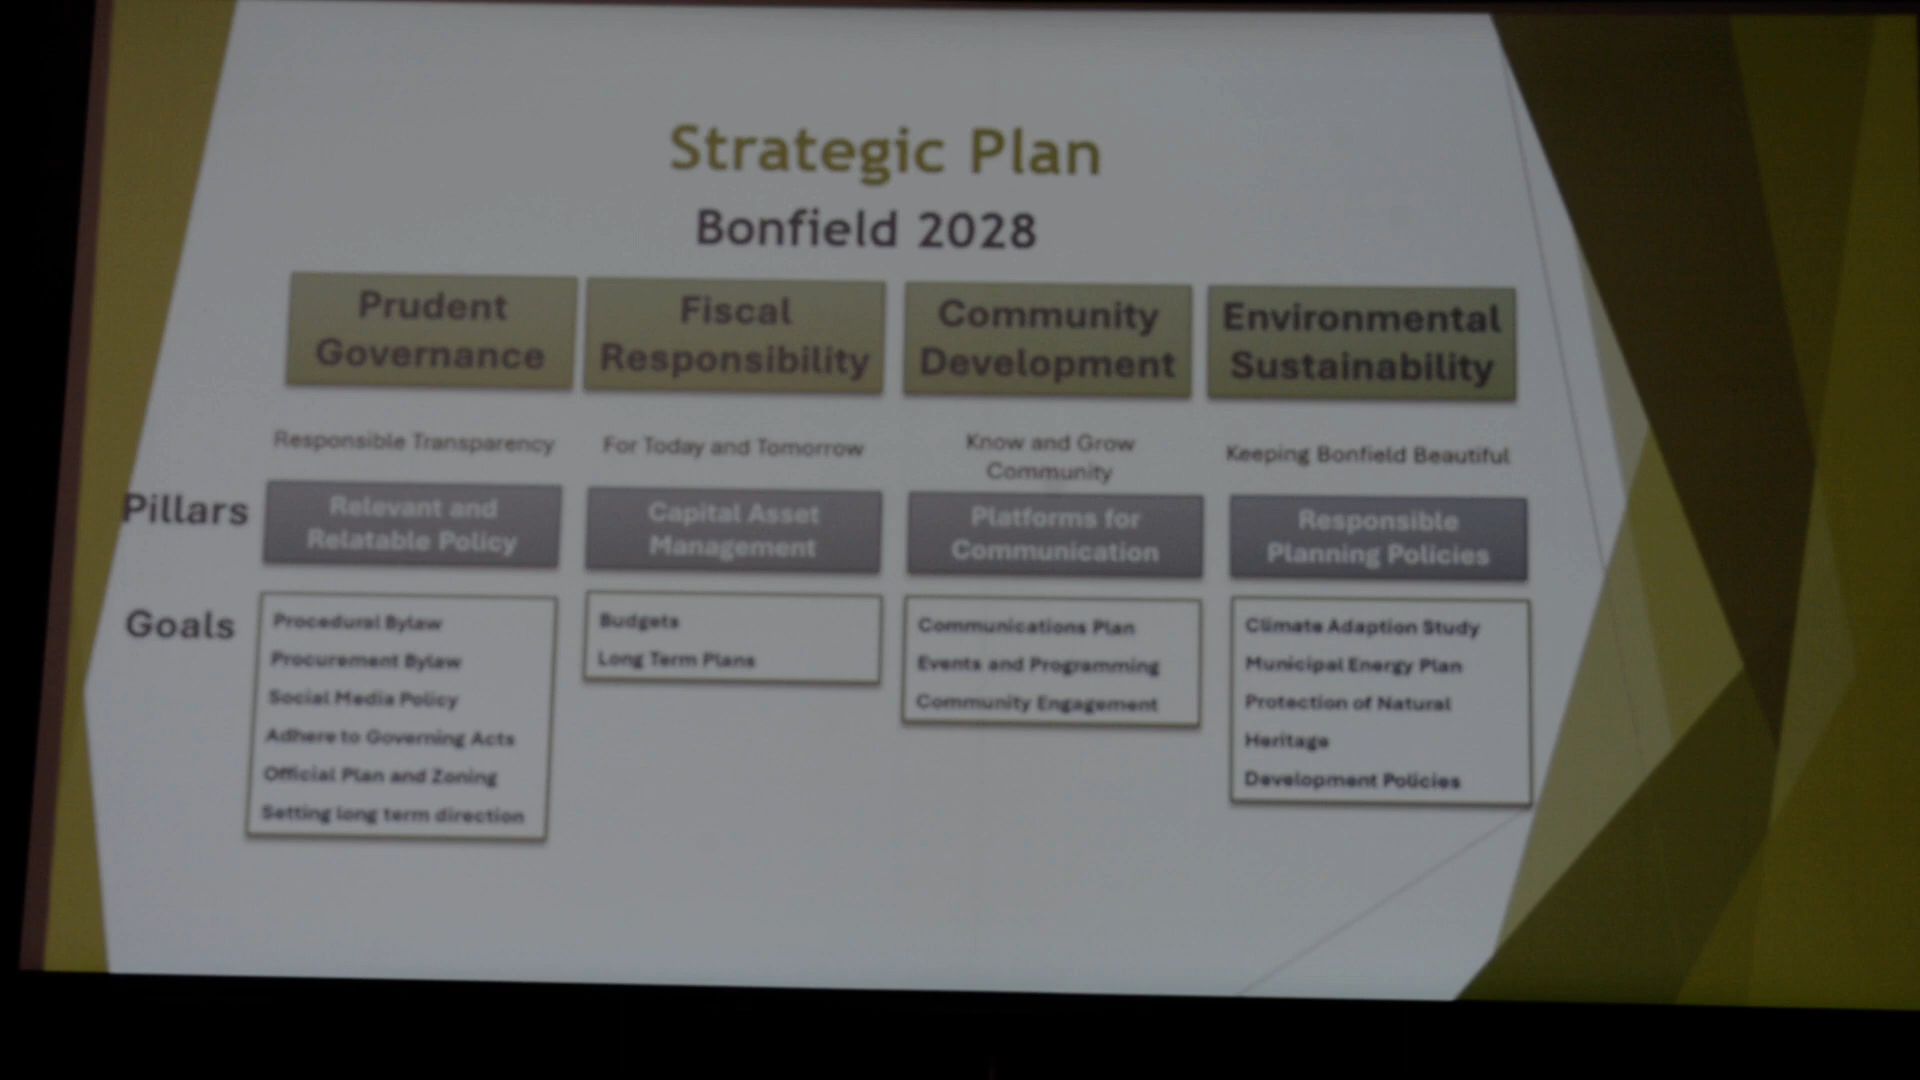 Strategic Plan
Bonfield 2028
Prudent
Governance
Fiscal
Responsibility
Community
Development
Environmental
Sustainability
Responsible Transparency
For Today and Tomorrow
Know and Grow
Community
Keeping Bonfield Beautiful
Pillars
Relevant and
Relatable Policy
Capital Asset
Management
Platforms for
Communication
Responsible
Planning Policies
Goals
Procedural Bylaw
Procurement Bylaw
Social Media Policy
Adhere to Governing Acts
Official Plan and Zoning
Setting long term direction
Budgets
Long Term Plans
Communications Plan
Events and Programming
Community Engagement
Climate Adaption Study
Municipal Energy Plan
Protection of Natural
Heritage
Development Policies